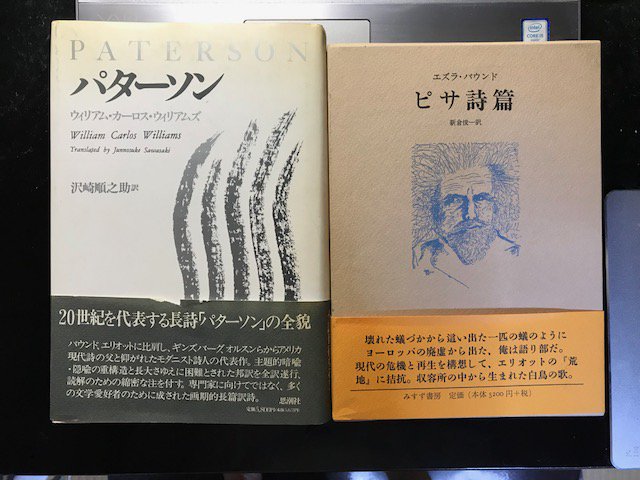 PATERSON
パターソン
ウィリアム・カーロス・ウィリアムズ
William Carlos Williams
Translated by Junnosuke Sawasaki
沢崎順之助訳
20世紀を代表する長詩「パターソン」の全貌
パウンド、エリオットに比肩し、ギンズバーグ、オルスンらからアメリカ
現代詩の父と仰がれたモダニスト詩人の代表作。主題的暗喩
・隠喩の重構造と長大さゆえに困難とされた邦訳を全訳遂行、
読解のための綿密な注を付す。専門家に向けてではなく、多く
の文学愛好者のために成された画期的長篇訳詩。
思潮社
エズラ・パウンド
ピサ詩篇
新倉俊一訳
壊れた蟻づかから這い出た一匹の蟻のように
ヨーロッパの廃虚から出た、俺は語り部だ。
現代の危機と再生を構想して、エリオットの『荒
地』に拮抗。収容所の中から生まれた白鳥の歌。
みすず書房 定価(本体5200円+税)
CORE i5